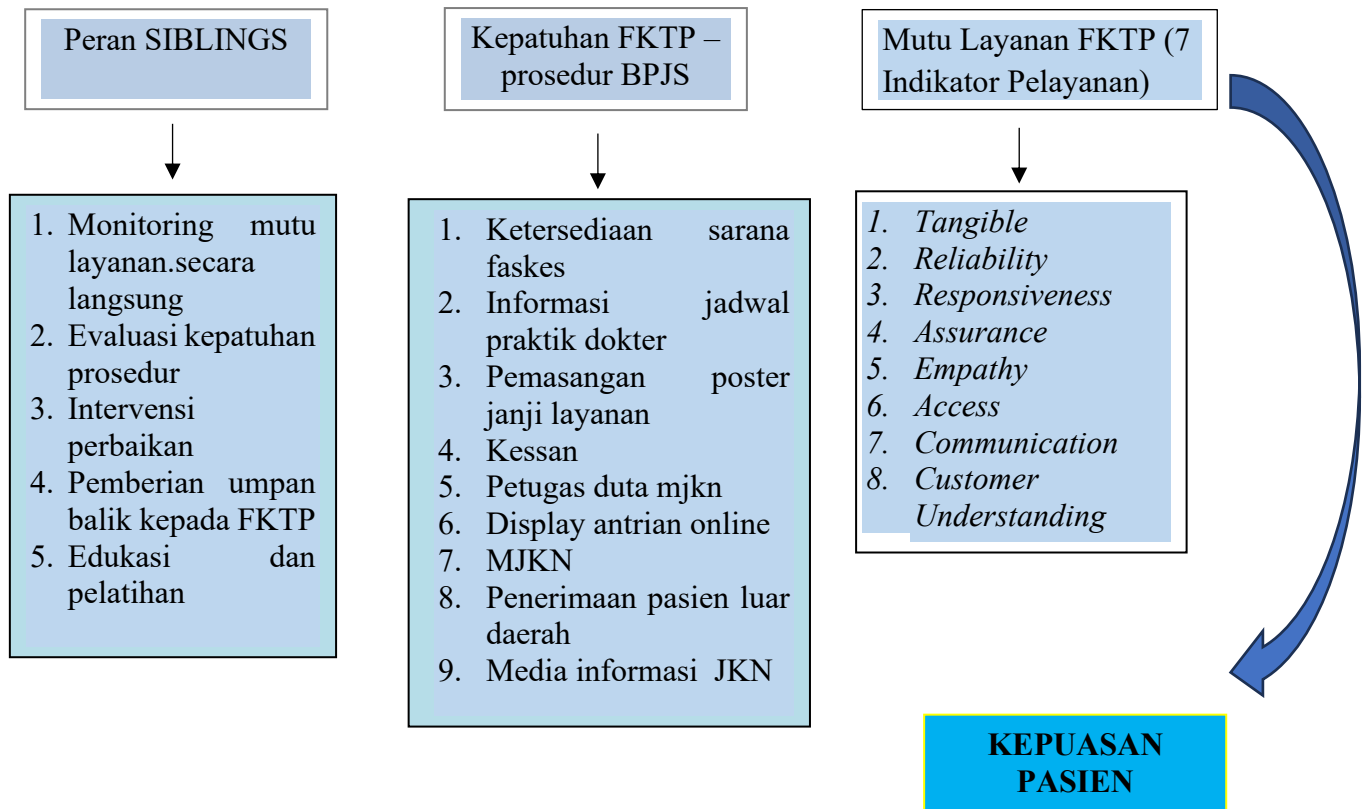 Peran SIBLINGS
1. Monitoring mutu
layanan.secara
langsung
2. Evaluasi kepatuhan
prosedur
3. Intervensi
perbaikan
4. Pemberian umpan
balik kepada FKTP
5. Edukasi dan
pelatihan
Kepatuhan FKTP –
prosedur BPJS
1. Ketersediaan sarana
faskes
2. Informasi jadwal
praktik dokter
3. Pemasangan poster
janji layanan
4. Kessan
5. Petugas duta mjkn
6. Display antrian online
7. MJKN
8. Penerimaan pasien luar
daerah
9. Media informasi JKN
Mutu Layanan FKTP (7
Indikator Pelayanan)
1. Tangible
2. Reliability
3. Responsiveness
4. Assurance
5. Empathy
6. Access
7. Communication
8. Customer
Understanding
KEPUASAN
PASIEN